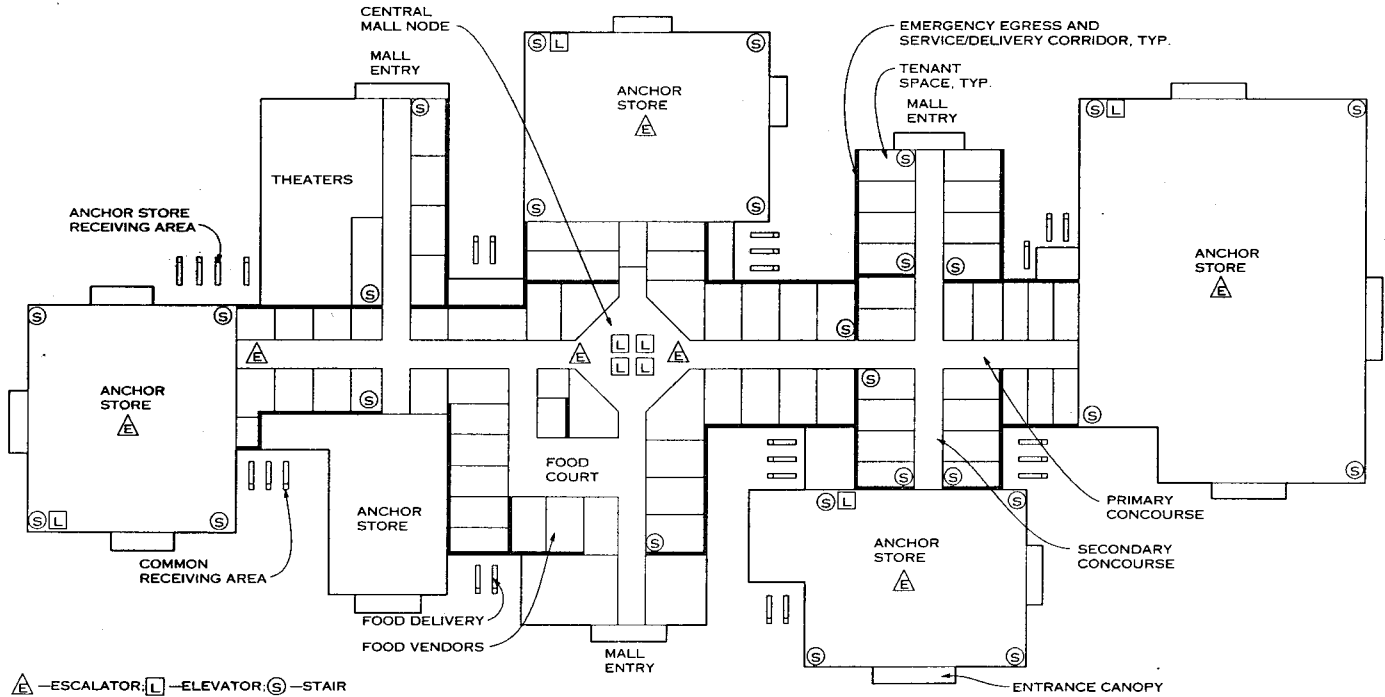 CENTRAL
MALL NODE
EMERGENCY EGRESS AND
SERVICE/DELIVERY CORRIDOR, TYP.
MALL
ENTRY
TENANT
SPACE, TYP.
MALL
ENTRY
S L S
ANCHOR
STORE
E
S S
S
THEATERS
S
S
S S
S L S
ANCHOR
STORE
E
S S
ANCHOR STORE
RECEIVING AREA
S S
ANCHOR
STORE
E
S L S
E
S
E
L L
L L
E
S
S
S S
FOOD
COURT
ANCHOR
STORE
S
S L S
ANCHOR
STORE
E
S S
COMMON
RECEIVING AREA
PRIMARY
CONCOURSE
SECONDARY
CONCOURSE
FOOD DELIVERY
FOOD VENDORS
MALL
ENTRY
E —ESCALATOR; L —ELEVATOR; S —STAIR
ENTRANCE CANOPY